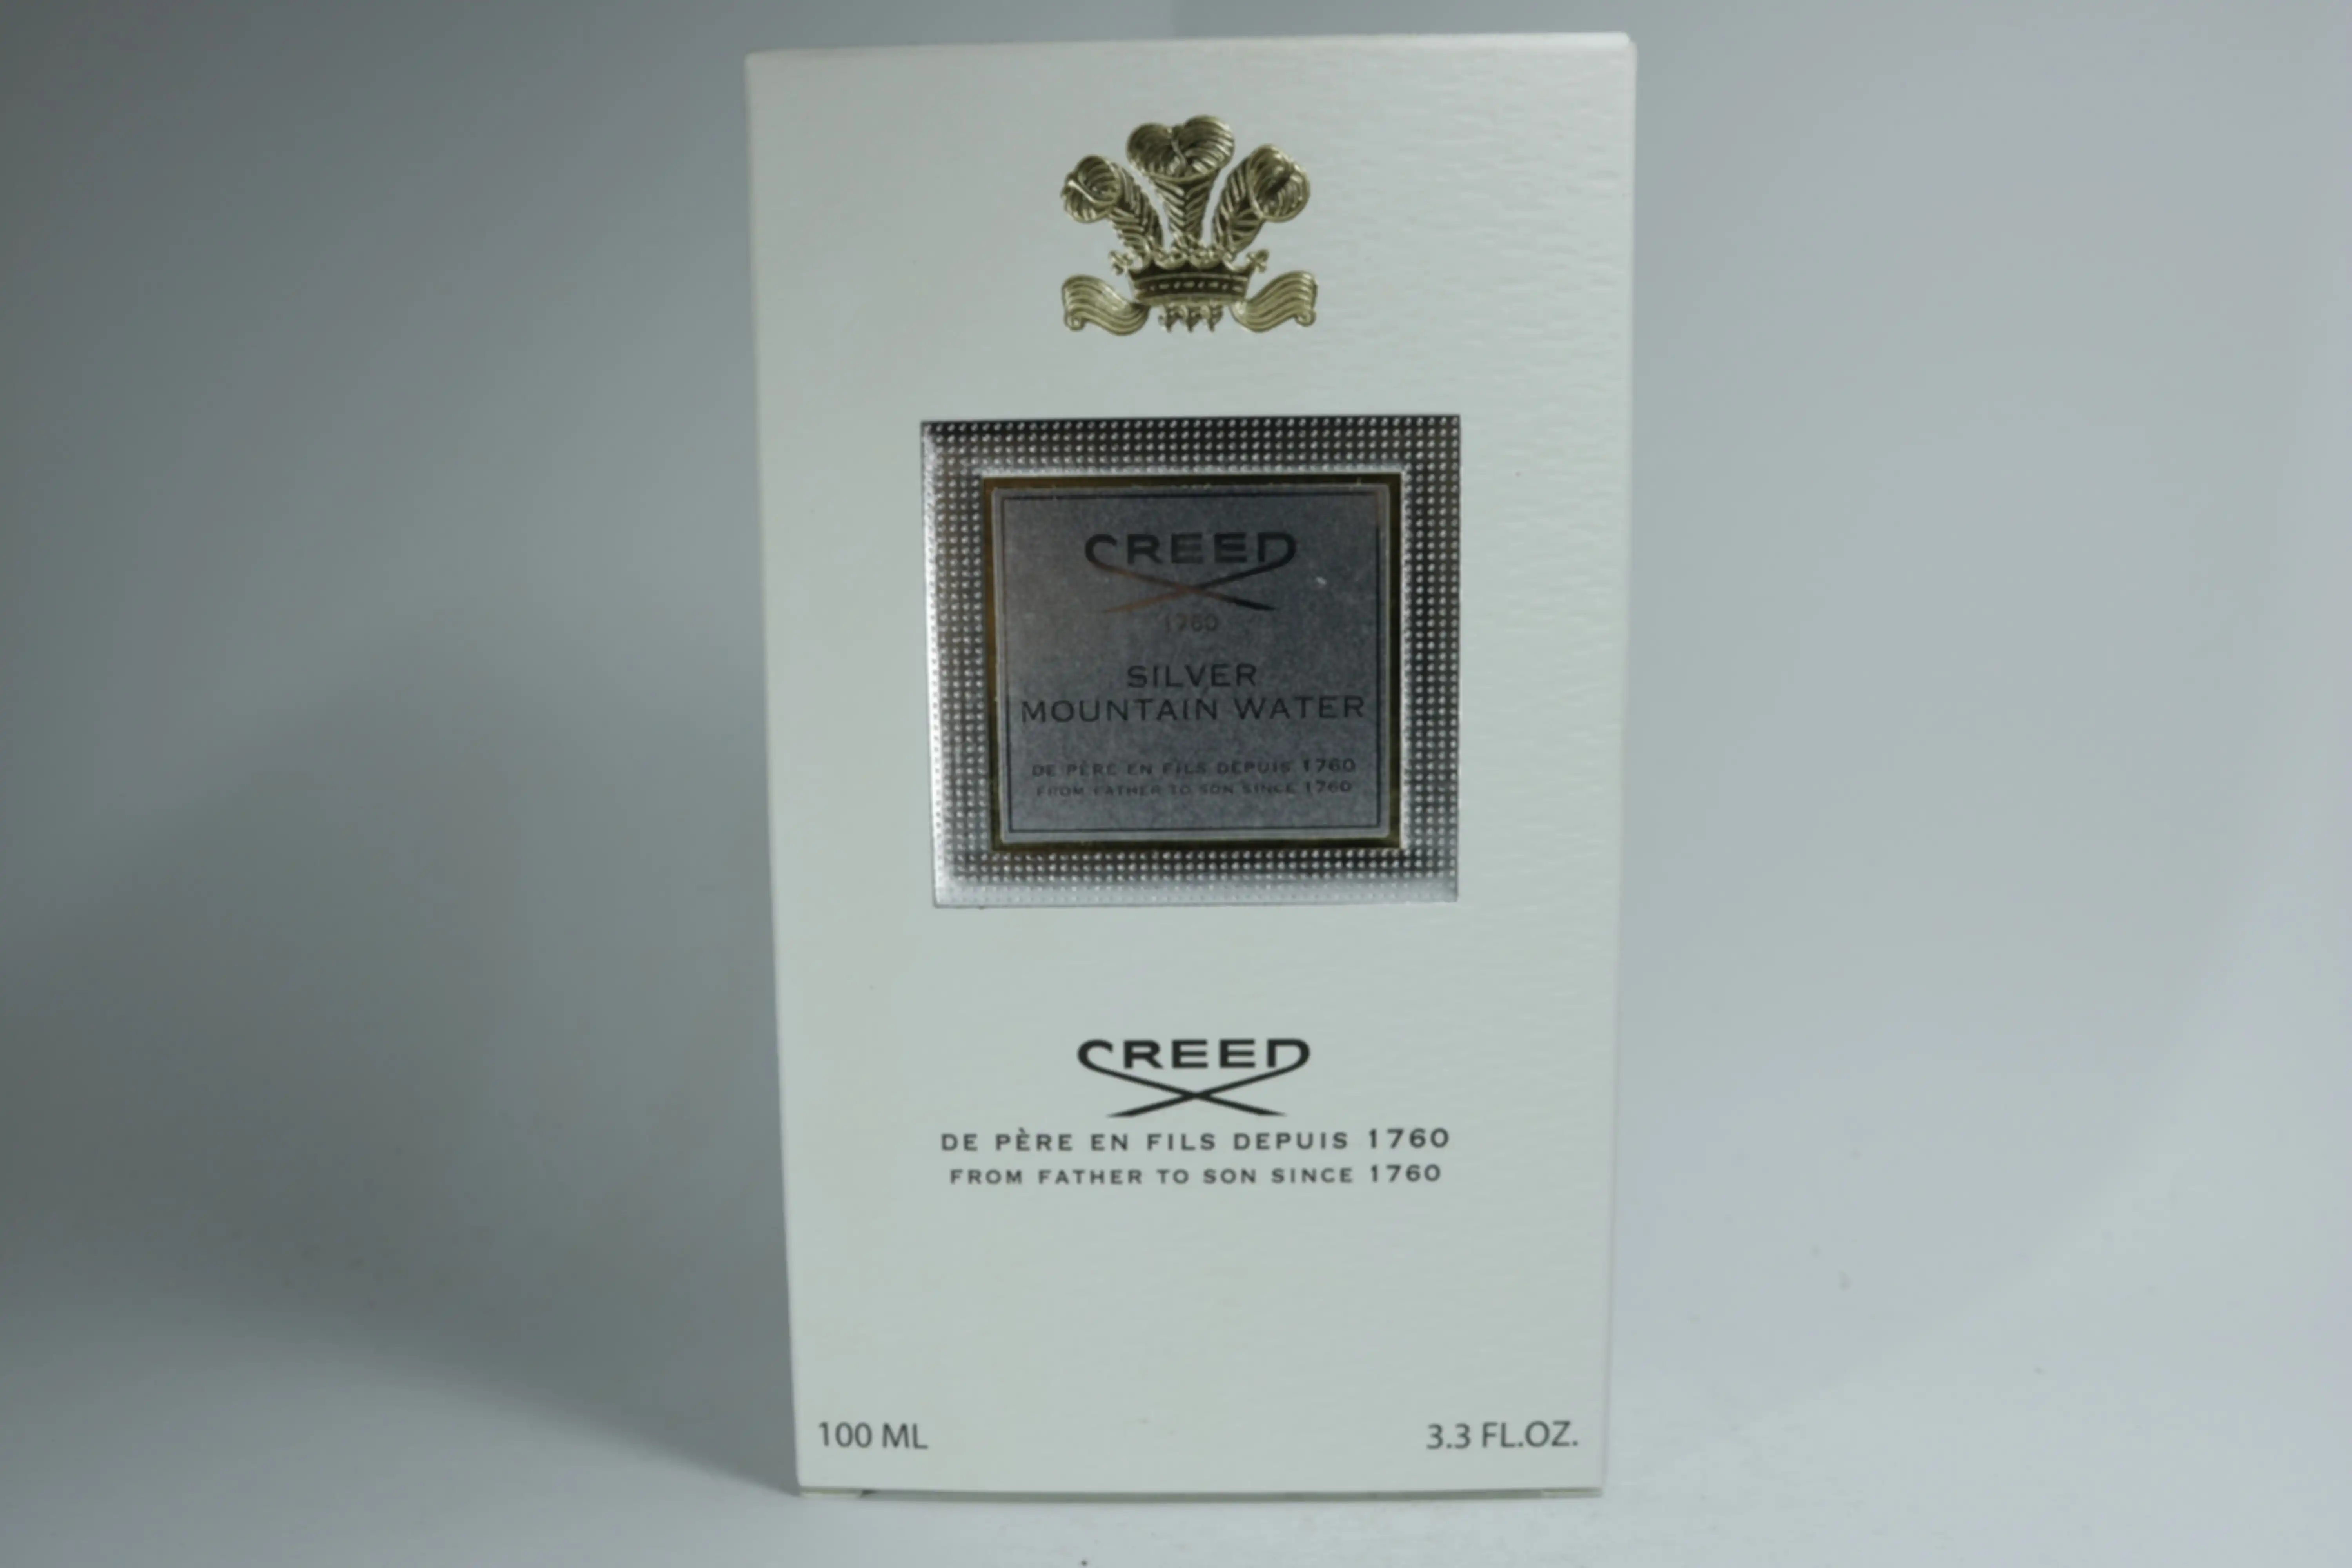 CREED
1760
SILVER
MOUNTAIN WATER
DE PÈRE EN FILS DEPUIS 1760
FROM FATHER TO SON SINCE 1760
CREED
DE PÈRE EN FILS DEPUIS 1760
FROM FATHER TO SON SINCE 1760
100 ML
3.3 FL.OZ.